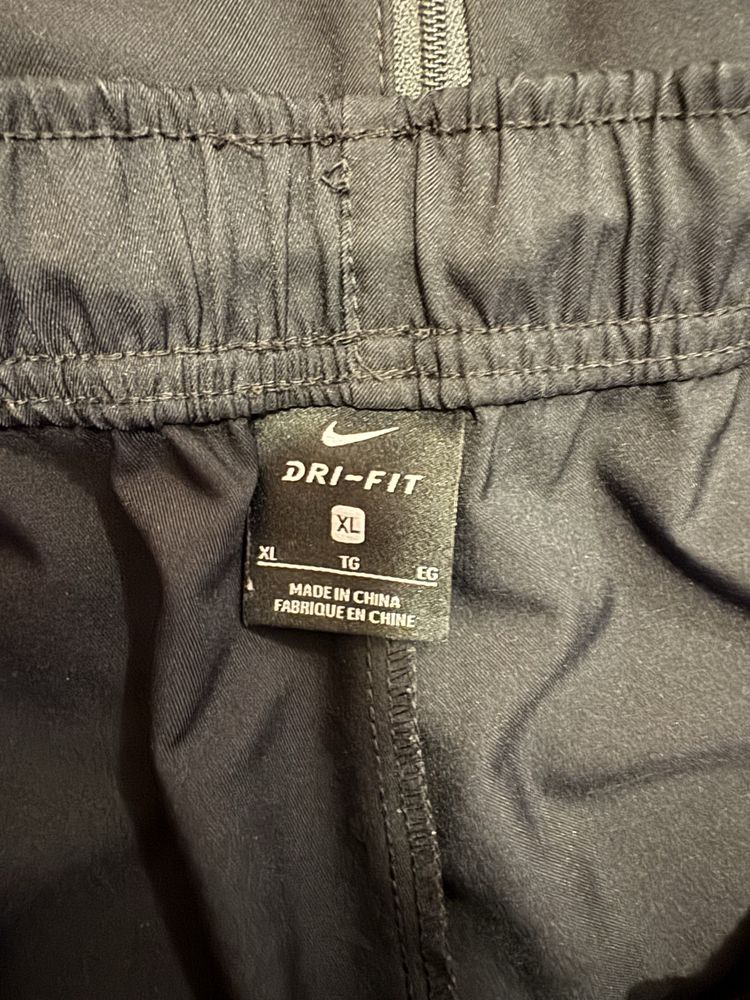 DRI-FIT
XL
XL TG EG
MADE IN CHINA
FABRIQUE EN CHINE